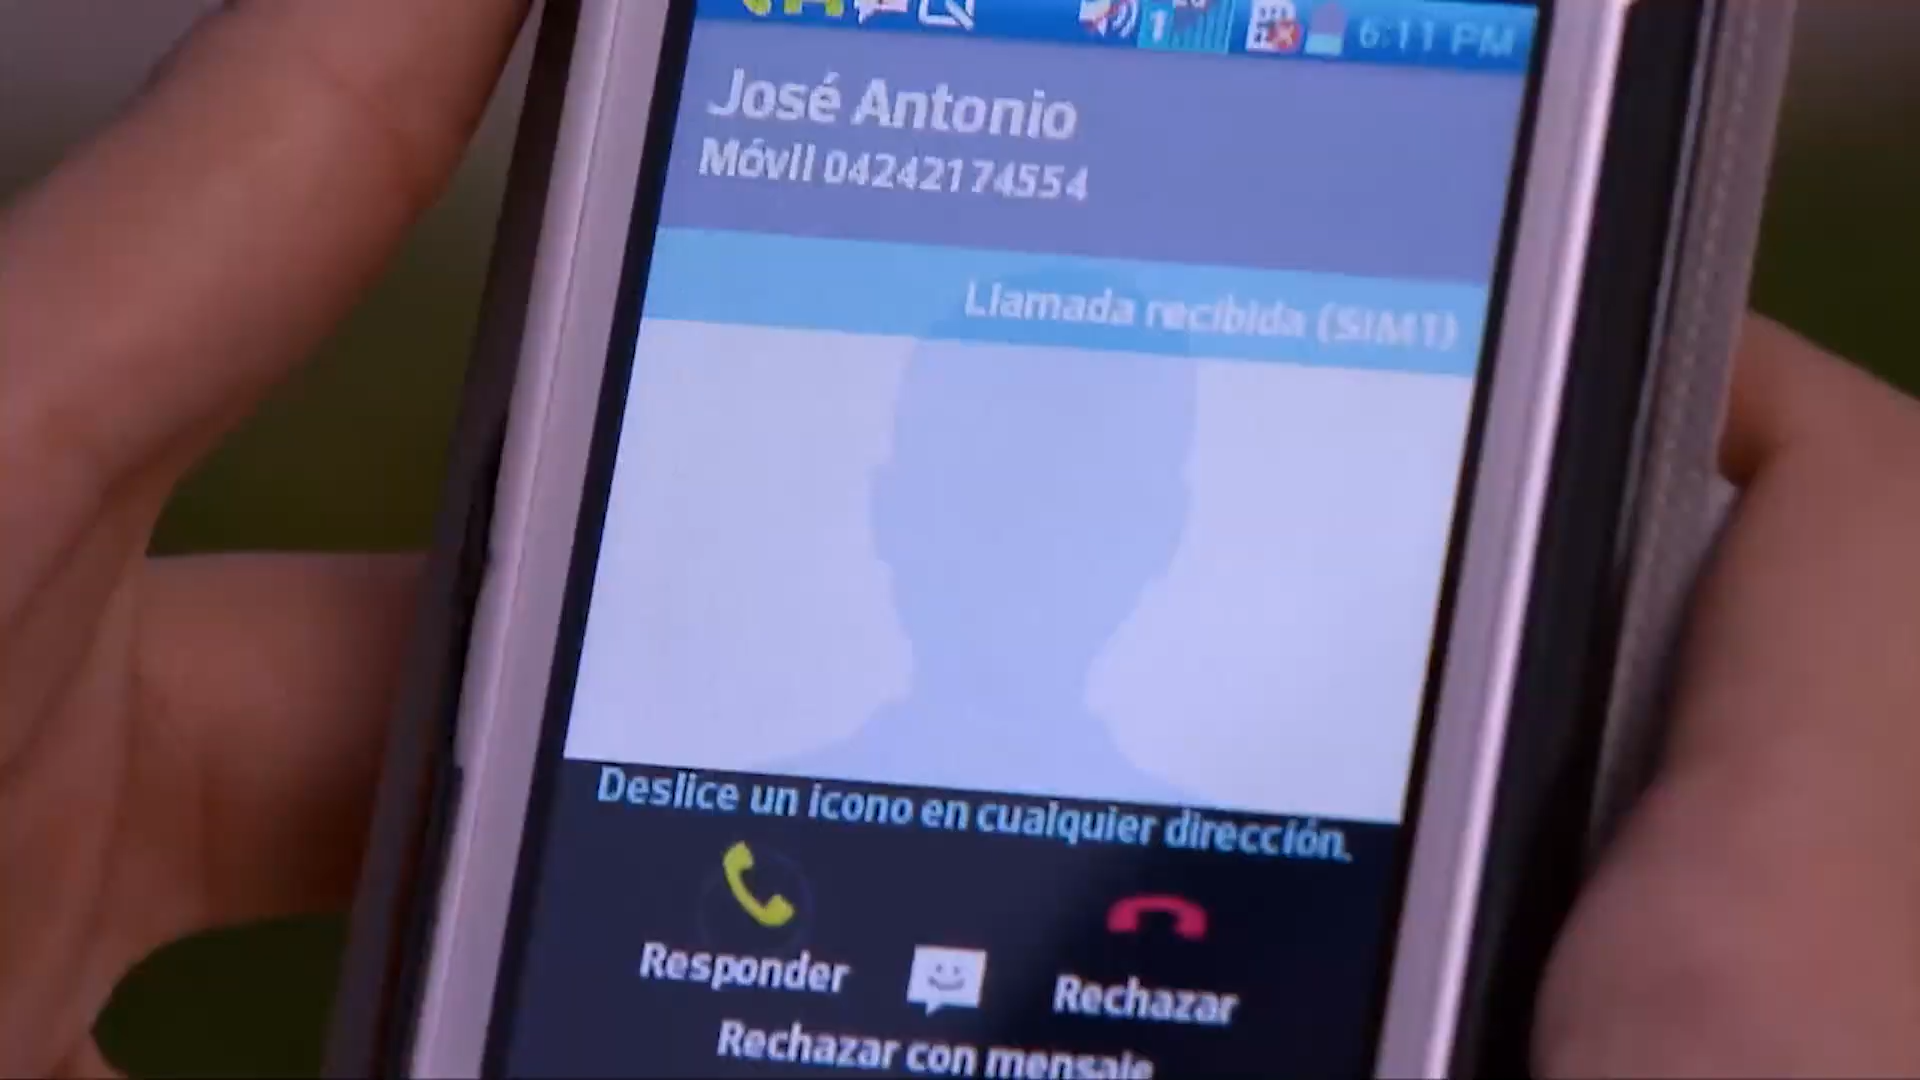 6:11 PM
José Antonio
Móvil 04242174554
Llamada recibida (SIM1)
Deslice un icono en cualquier dirección.
Responder
Rechazar
Rechazar con mensaje